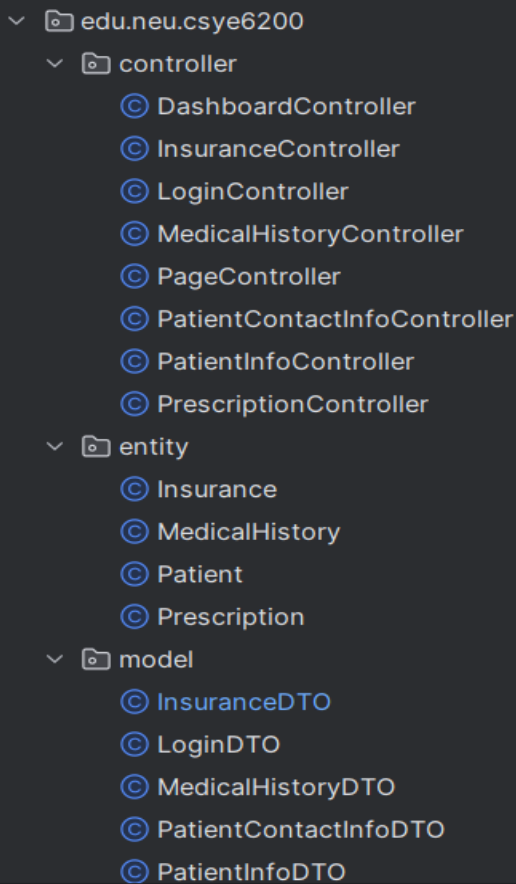 edu.neu.csye6200
controller
DashboardController
InsuranceController
LoginController
MedicalHistoryController
PageController
PatientContactInfoController
PatientInfoController
PrescriptionController
entity
Insurance
MedicalHistory
Patient
Prescription
model
InsuranceDTO
LoginDTO
MedicalHistoryDTO
PatientContactInfoDTO
PatientInfoDTO